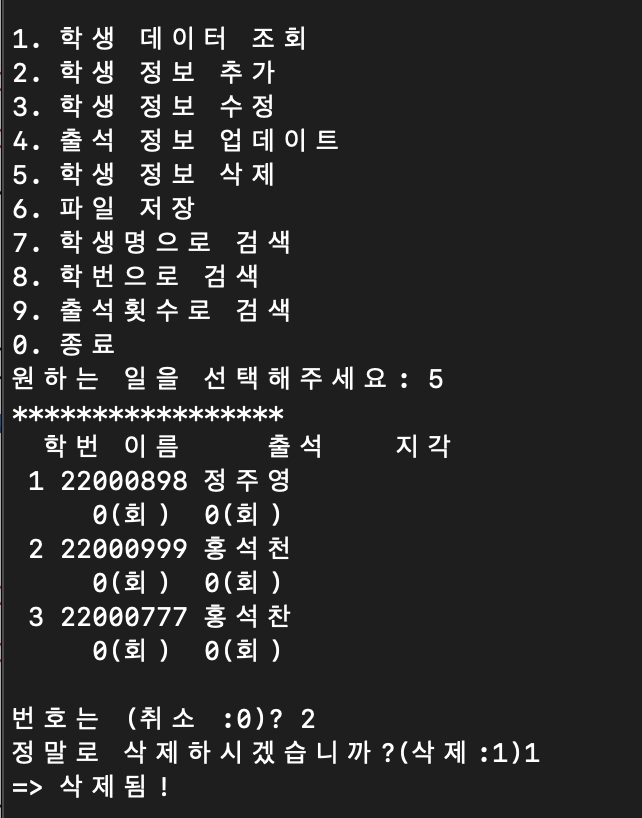 1. 학생 데이터 조회
2. 학생 정보 추가
3. 학생 정보 수정
4. 출석 정보 업데이트
5. 학생 정보 삭제
6. 파일 저장
7. 학생명으로 검색
8. 학번으로 검색
9. 출석횟수로 검색
0. 종료
원하는 일을 선택해주세요: 5
*****************
학번 이름 출석 지각
1 22000898 정주영
0(회) 0(회)
2 22000999 홍석천
0(회) 0(회)
3 22000777 홍석찬
0(회) 0(회)
번호는 (취소 :0)? 2
정말로 삭제하시겠습니까?(삭제:1)1
=> 삭제됨!